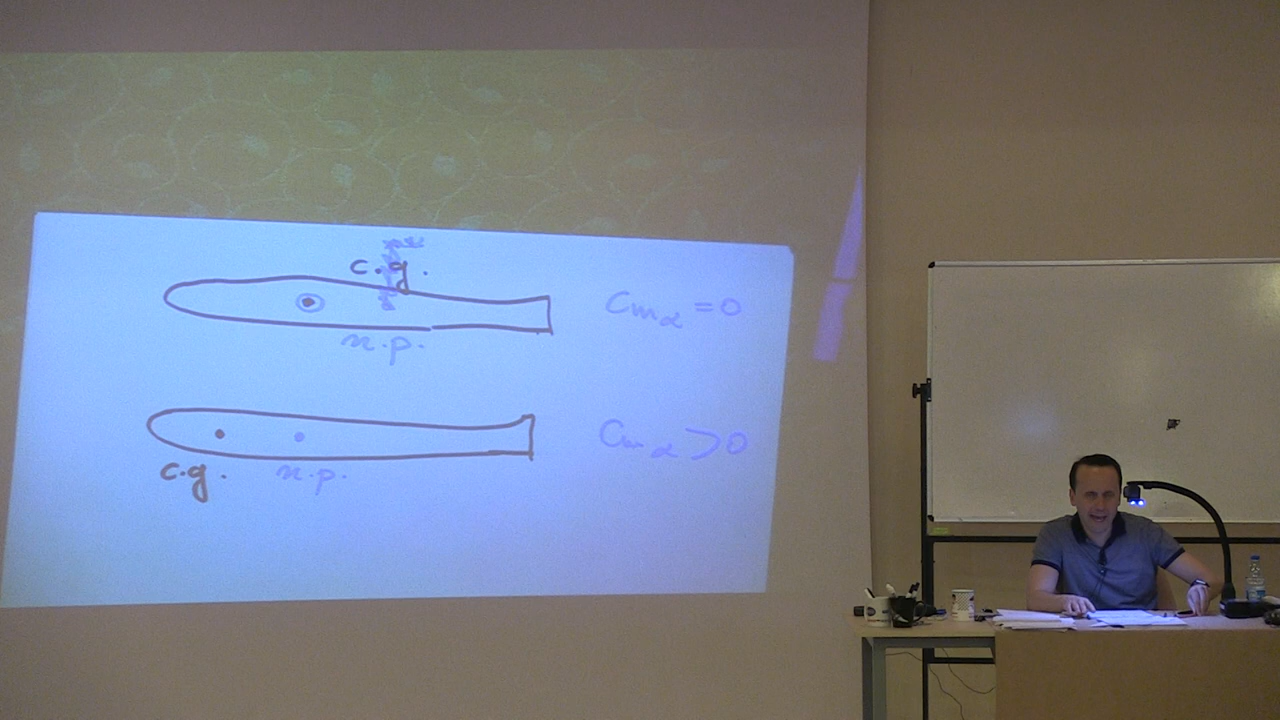 c.g.
n.p.
Cmα = 0
c.g. n.p.
Cmα > 0